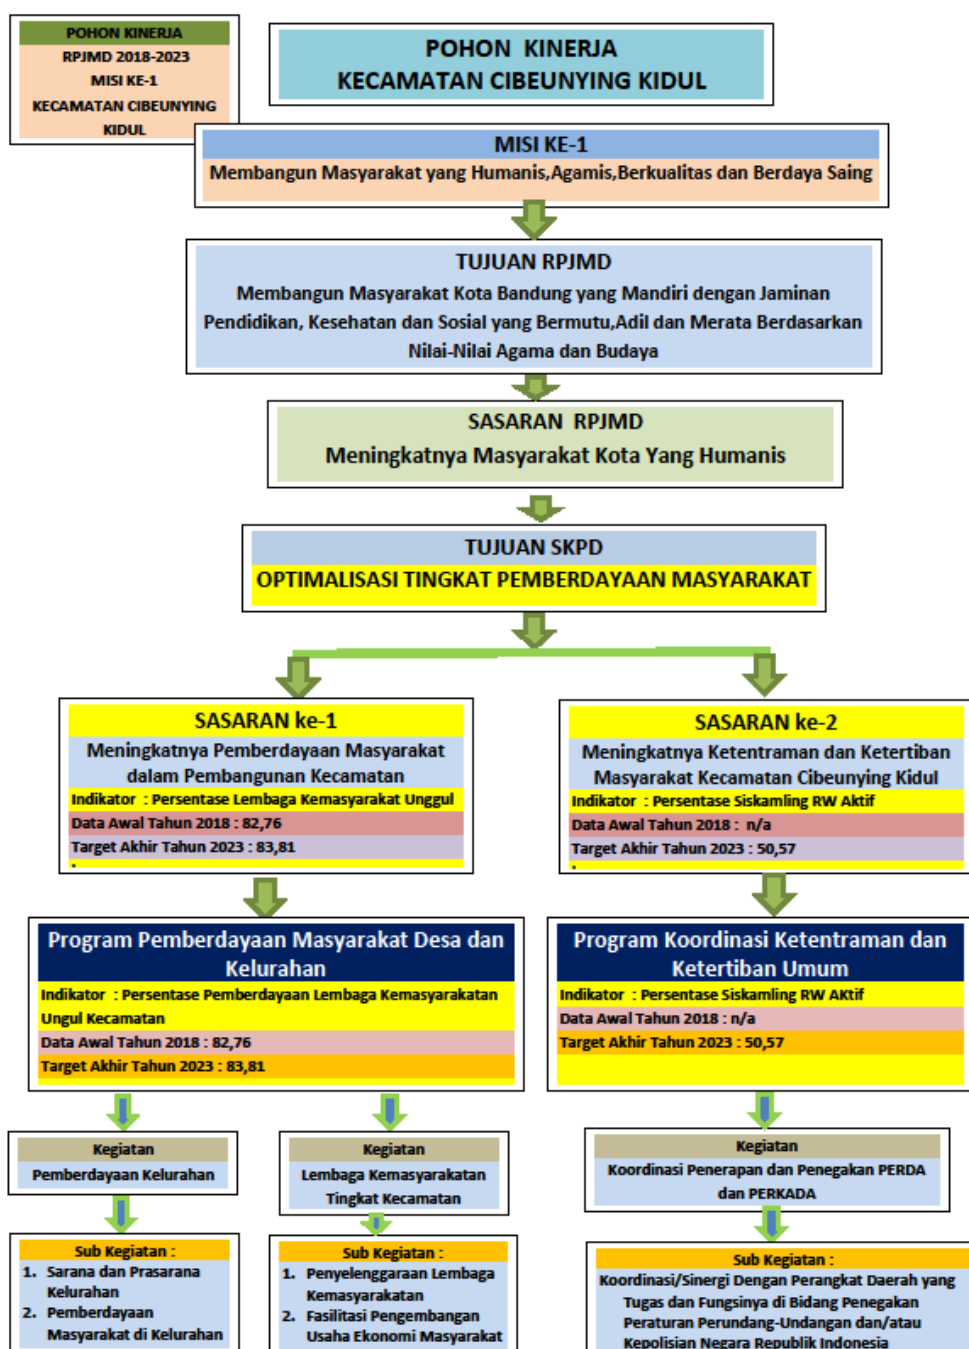 POHON KINERJA
RPJMD 2018-2023
MISI KE-1
KECAMATAN CIBEUNYING
KIDUL
POHON KINERJA
KECAMATAN CIBEUNYING KIDUL
MISI KE-1
Membangun Masyarakat yang Humanis,Agamis,Berkualitas dan Berdaya Saing
TUJUAN RPJMD
Membangun Masyarakat Kota Bandung yang Mandiri dengan Jaminan
Pendidikan, Kesehatan dan Sosial yang Bermutu,Adil dan Merata Berdasarkan
Nilai-Nilai Agama dan Budaya
SASARAN RPJMD
Meningkatnya Masyarakat Kota Yang Humanis
TUJUAN SKPD
OPTIMALISASI TINGKAT PEMBERDAYAAN MASYARAKAT
SASARAN ke-1
Meningkatnya Pemberdayaan Masyarakat
dalam Pembangunan Kecamatan
Indikator : Persentase Lembaga Kemasyarakat Unggul
Data Awal Tahun 2018 : 82,76
Target Akhir Tahun 2023 : 83,81
.
SASARAN ke-2
Meningkatnya Ketentraman dan Ketertiban
Masyarakat Kecamatan Cibeunying Kidul
Indikator : Persentase Siskamling RW Aktif
Data Awal Tahun 2018 : n/a
Target Akhir Tahun 2023 : 50,57
.
Program Pemberdayaan Masyarakat Desa dan
Kelurahan
Indikator : Persentase Pemberdayaan Lembaga Kemasyarakatan
Ungul Kecamatan
Data Awal Tahun 2018 : 82,76
Target Akhir Tahun 2023 : 83,81
Program Koordinasi Ketentraman dan
Ketertiban Umum
Indikator : Persentase Siskamling RW AKtif
Data Awal Tahun 2018 : n/a
Target Akhir Tahun 2023 : 50,57
Kegiatan
Pemberdayaan Kelurahan
Kegiatan
Lembaga Kemasyarakatan
Tingkat Kecamatan
Kegiatan
Koordinasi Penerapan dan Penegakan PERDA
dan PERKADA
Sub Kegiatan :
1. Sarana dan Prasarana
Kelurahan
2. Pemberdayaan
Masyarakat di Kelurahan
Sub Kegiatan :
1. Penyelenggaraan Lembaga
Kemasyarakatan
2. Fasilitasi Pengembangan
Usaha Ekonomi Masyarakat
Sub Kegiatan :
Koordinasi/Sinergi Dengan Perangkat Daerah yang
Tugas dan Fungsinya di Bidang Penegakan
Peraturan Perundang-Undangan dan/atau
Kepolisian Negara Republik Indonesia